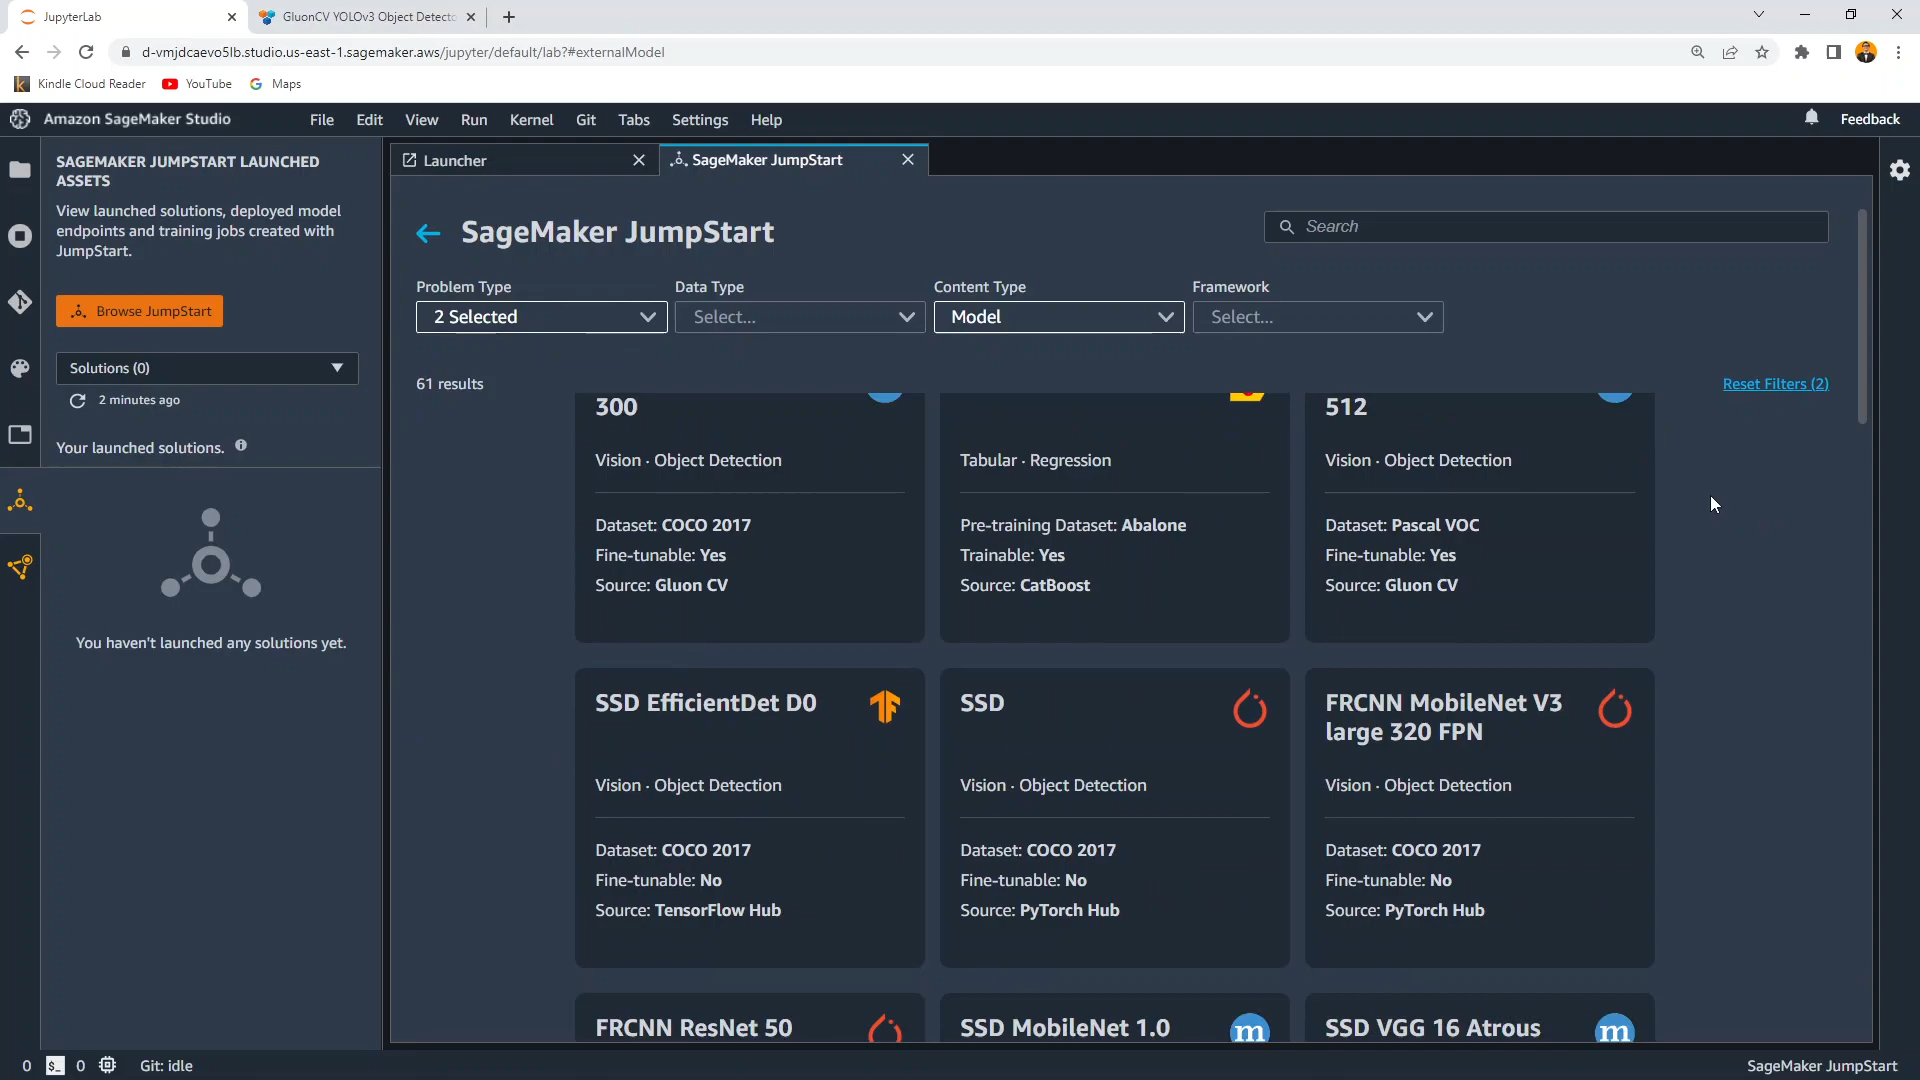 JupyterLab
GluonCV YOLOv3 Object Detecto
d-vmjdcaevo5lb.studio.us-east-1.sagemaker.aws/jupyter/default/lab?#externalModel
Kindle Cloud Reader
YouTube
Maps
Amazon SageMaker Studio
File
Edit
View
Run
Kernel
Git
Tabs
Settings
Help
Feedback
SAGEMAKER JUMPSTART LAUNCHED
ASSETS
View launched solutions, deployed model
endpoints and training jobs created with
JumpStart.
Browse JumpStart
Solutions (0)
2 minutes ago
Your launched solutions.
You haven't launched any solutions yet.
Launcher
SageMaker JumpStart
SageMaker JumpStart
Search
Problem Type
Data Type
Content Type
Framework
2 Selected
Select...
Model
Select...
61 results
Reset Filters (2)
300
Vision · Object Detection
Dataset: COCO 2017
Fine-tunable: Yes
Source: Gluon CV
Tabular · Regression
Pre-training Dataset: Abalone
Trainable: Yes
Source: CatBoost
512
Vision · Object Detection
Dataset: Pascal VOC
Fine-tunable: Yes
Source: Gluon CV
SSD EfficientDet D0
Vision · Object Detection
Dataset: COCO 2017
Fine-tunable: No
Source: TensorFlow Hub
SSD
Vision · Object Detection
Dataset: COCO 2017
Fine-tunable: No
Source: PyTorch Hub
FRCNN MobileNet V3
large 320 FPN
Vision · Object Detection
Dataset: COCO 2017
Fine-tunable: No
Source: PyTorch Hub
FRCNN ResNet 50
SSD MobileNet 1.0
m
SSD VGG 16 Atrous
m
0
$_
0
Git: idle
SageMaker JumpStart